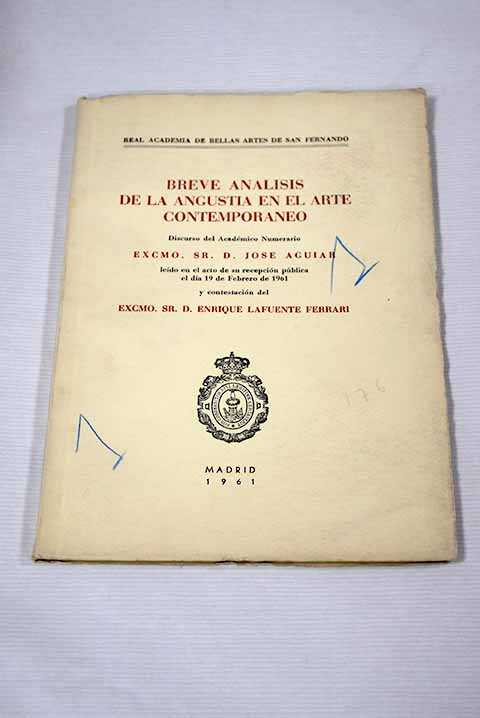 REAL ACADEMIA DE BELLAS ARTES DE SAN FERNANDO
BREVE ANALISIS
DE LA ANGUSTIA EN EL ARTE
CONTEMPORANEO
Discurso del Académico Numerario
EXCMO. SR. D. JOSE AGUIAR
leído en el acto de su recepción pública
el día 19 de Febrero de 1961
y contestación del
EXCMO. SR. D. ENRIQUE LAFUENTE FERRARI
176
MADRID
1961